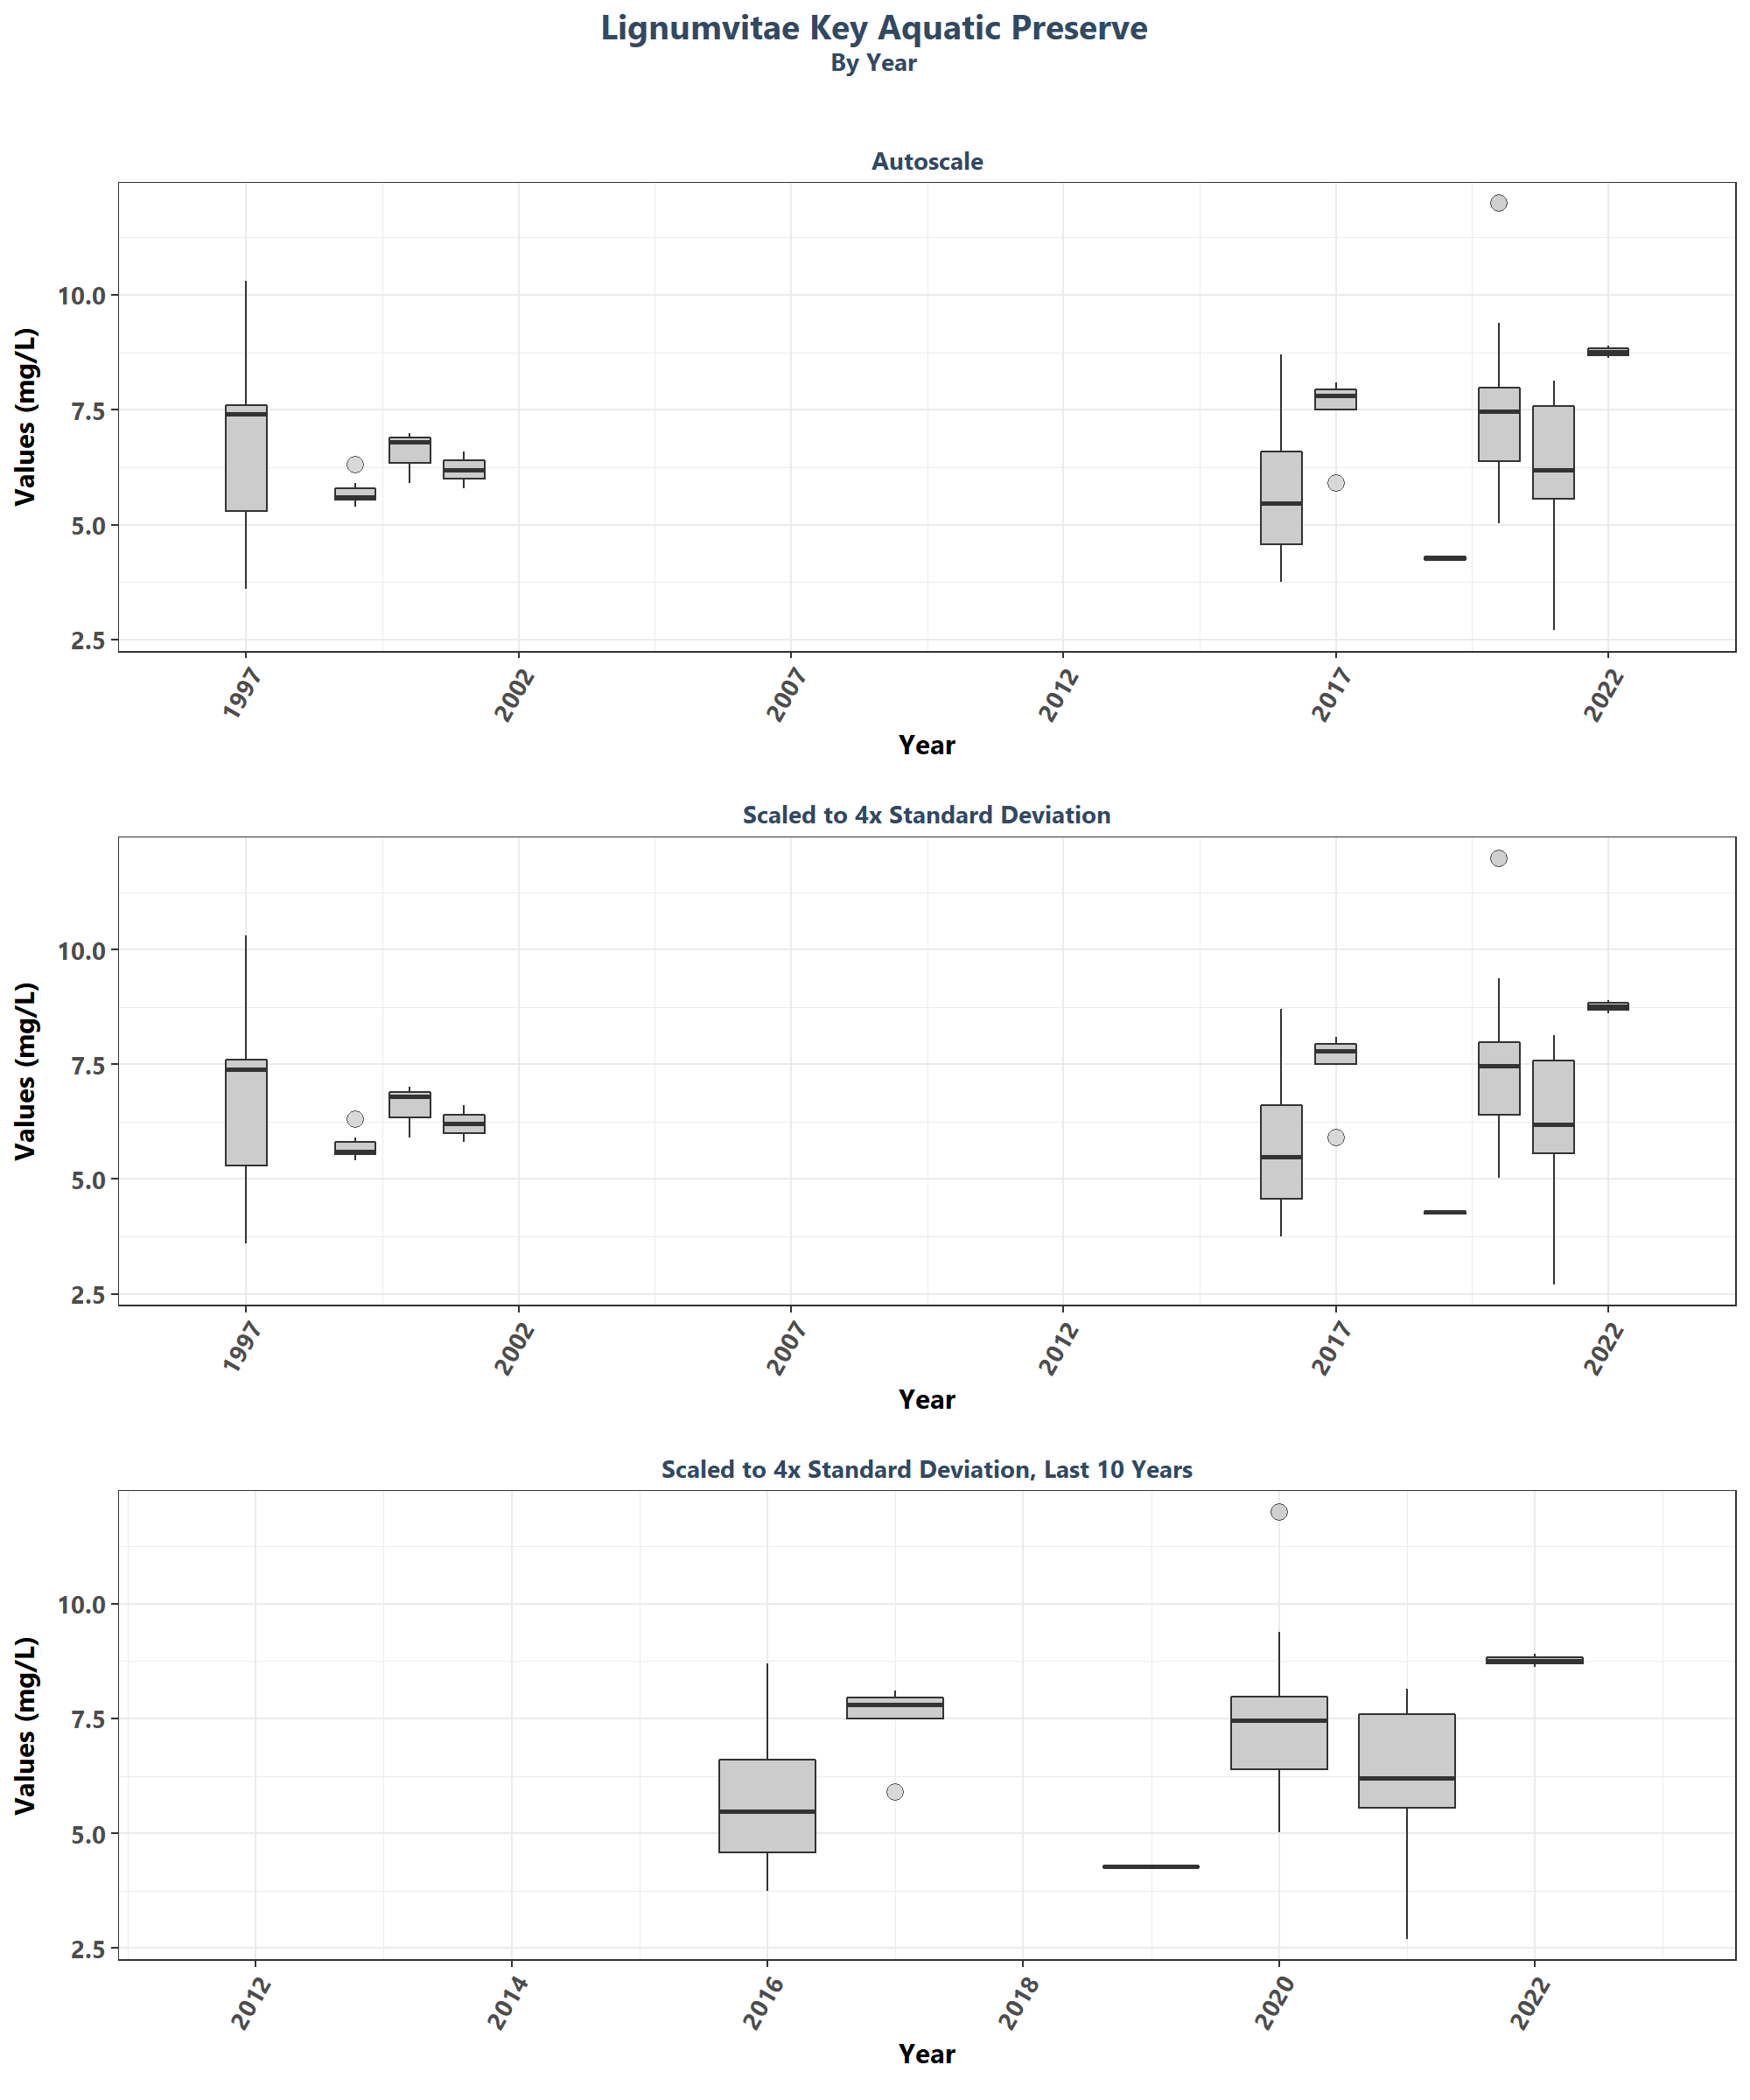 Lignumvitae Key Aquatic Preserve
By Year
Autoscale
Values (mg/L)
10.0
7.5
5.0
2.5
1997 2002 2007 2012 2017 2022
Year
Scaled to 4x Standard Deviation
Values (mg/L)
10.0
7.5
5.0
2.5
1997 2002 2007 2012 2017 2022
Year
Scaled to 4x Standard Deviation, Last 10 Years
Values (mg/L)
10.0
7.5
5.0
2.5
2012 2014 2016 2018 2020 2022
Year